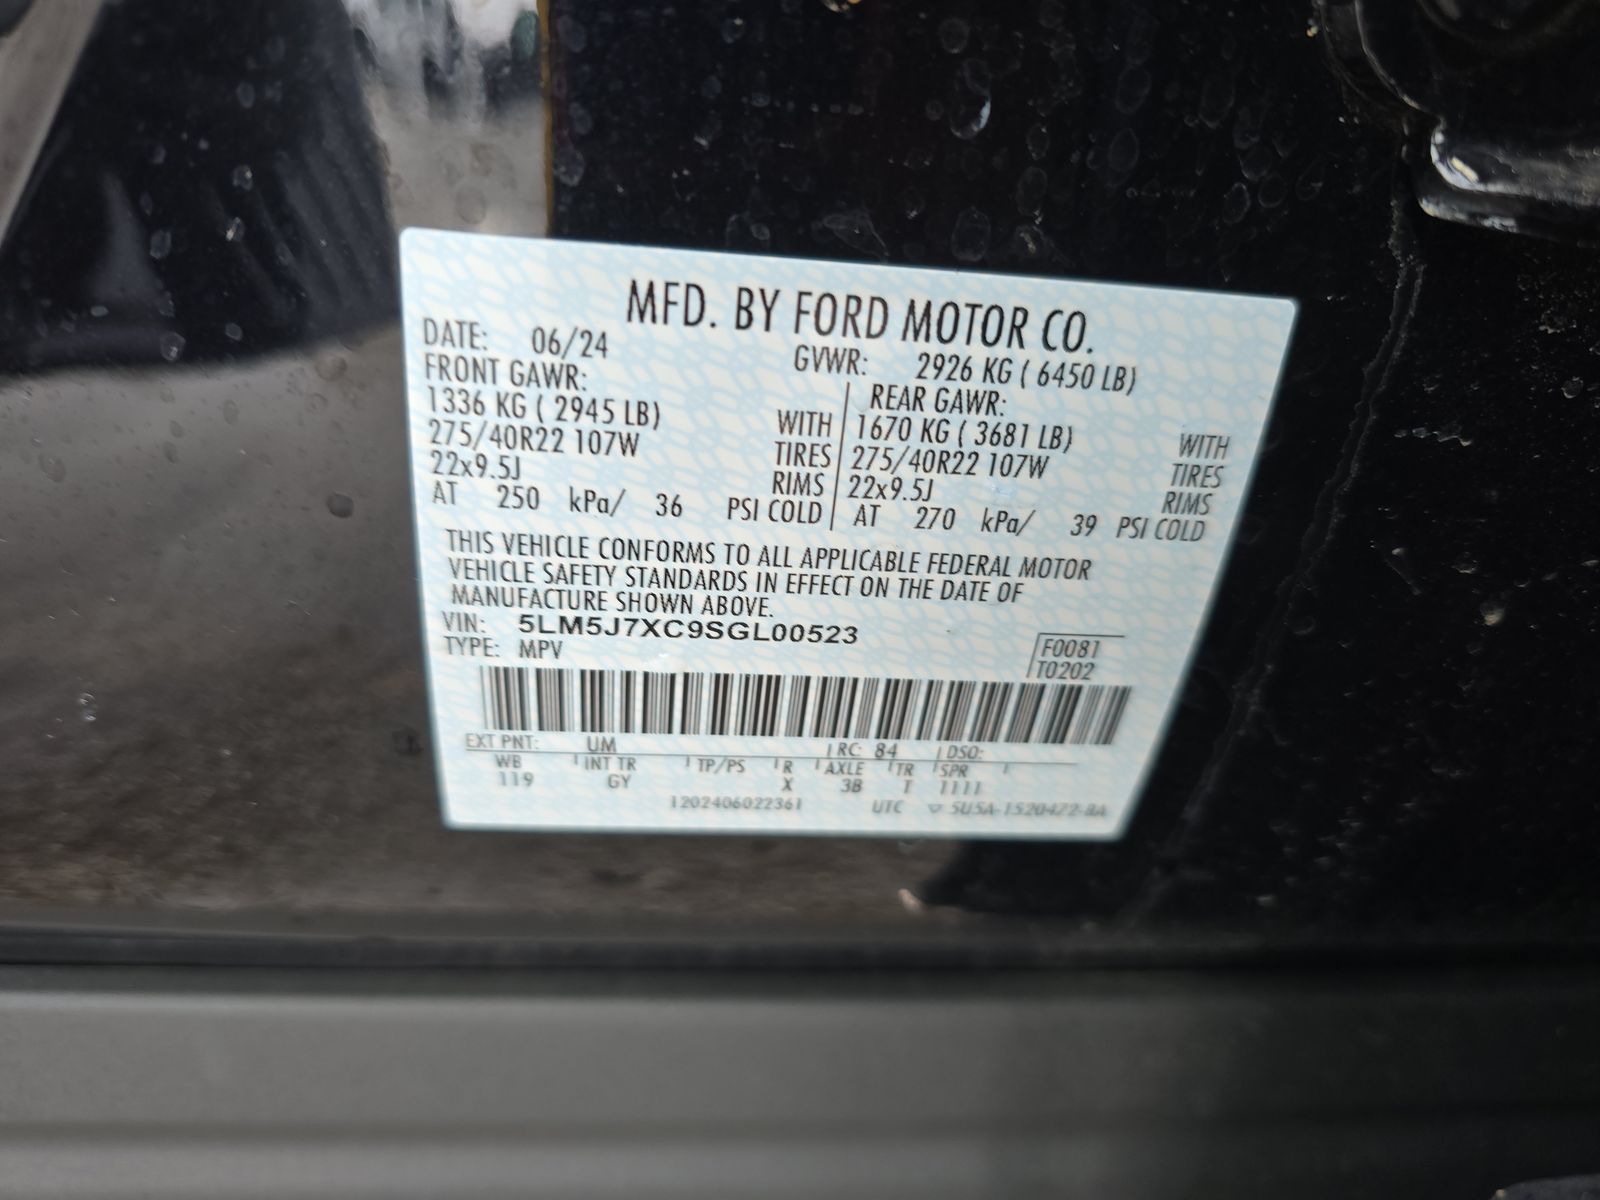 MFD. BY FORD MOTOR CO.
DATE: 06/24 GVWR: 2926 KG ( 6450 LB)
FRONT GAWR: REAR GAWR:
1336 KG ( 2945 LB) WITH 1670 KG ( 3681 LB) WITH
275/40R22 107W TIRES 275/40R22 107W TIRES
22x9.5J RIMS 22x9.5J RIMS
AT 250 kPa/ 36 PSI COLD AT 270 kPa/ 39 PSI COLD
THIS VEHICLE CONFORMS TO ALL APPLICABLE FEDERAL MOTOR
VEHICLE SAFETY STANDARDS IN EFFECT ON THE DATE OF
MANUFACTURE SHOWN ABOVE.
VIN: 5LM5J7XC9SGL00523
TYPE: MPV F0081
T0202
EXT PNT: UM RC: 84 DSO:
WB INT TR TP/PS R AXLE TR SPR
119 GY X 3B T 1111
1202406022361 UTC 5U5A-1520472-BA